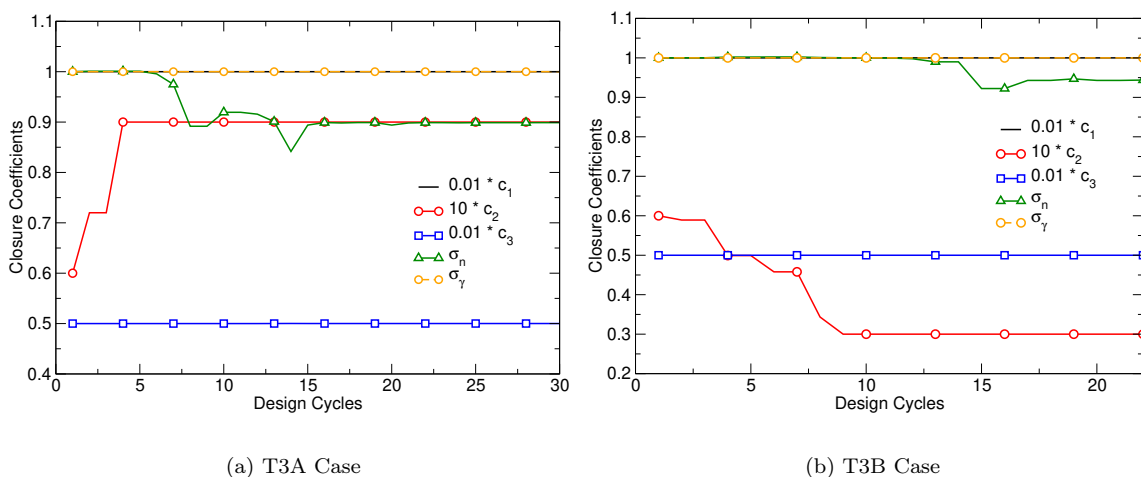 1.1
1
0.9
0.8
0.7
0.6
0.5
0.4
Closure Coefficients
0 5 10 15 20 25 30
Design Cycles
0.01 * c1
10 * c2
0.01 * c3
σn
σγ
(a) T3A Case
1.1
1
0.9
0.8
0.7
0.6
0.5
0.4
0.3
0.2
Closure Coefficients
0 5 10 15 20
Design Cycles
0.01 * c1
10 * c2
0.01 * c3
σn
σγ
(b) T3B Case